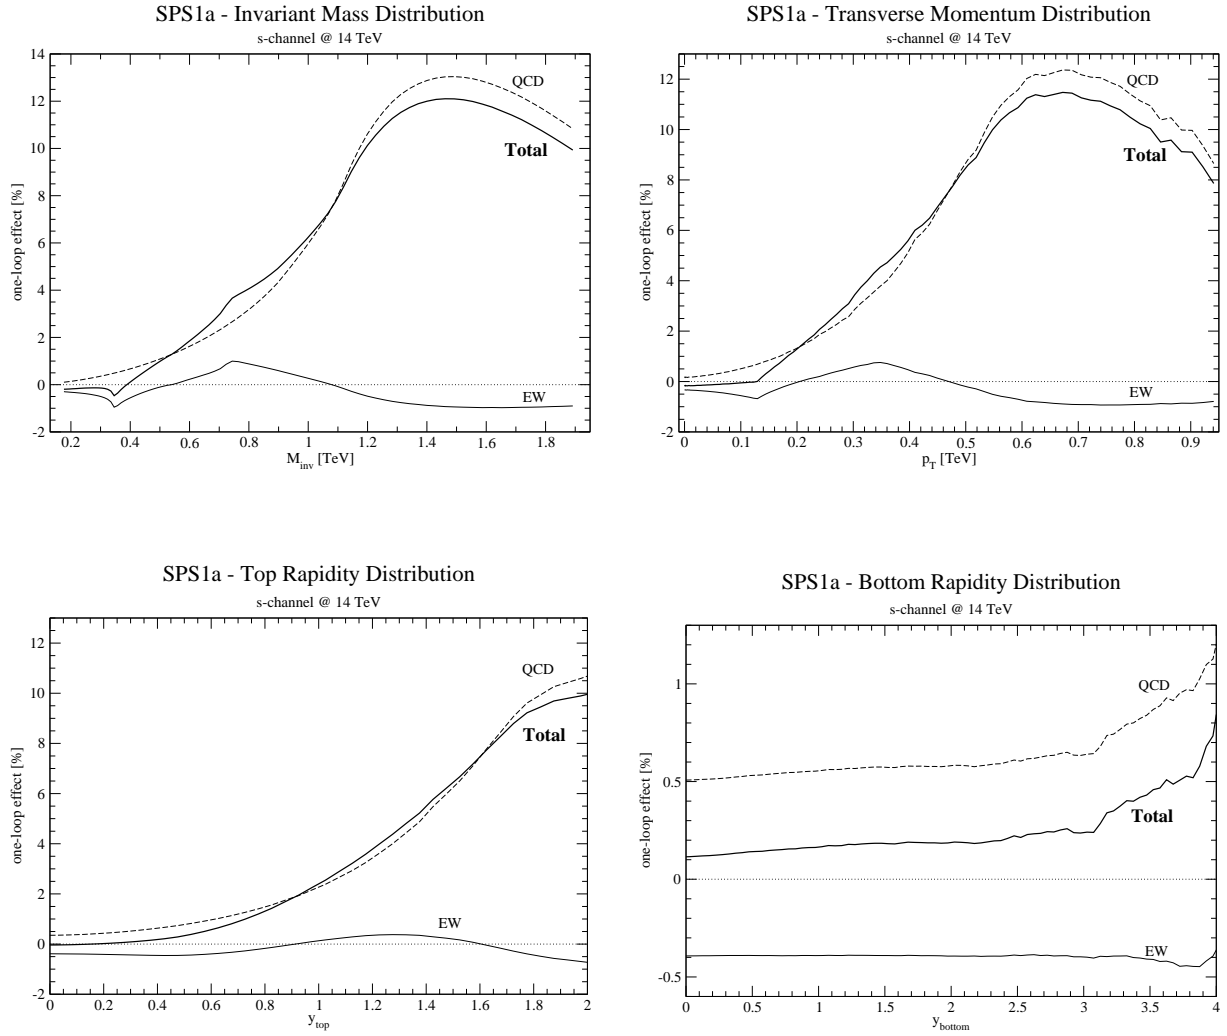 SPS1a - Invariant Mass Distribution
s-channel @ 14 TeV
14
12
10
8
6
4
2
0
-2
one-loop effect [%]
QCD
Total
EW
0.2 0.4 0.6 0.8 1 1.2 1.4 1.6 1.8
M_inv [TeV]
SPS1a - Transverse Momentum Distribution
s-channel @ 14 TeV
12
10
8
6
4
2
0
-2
one-loop effect [%]
QCD
Total
EW
0 0.1 0.2 0.3 0.4 0.5 0.6 0.7 0.8 0.9
p_T [TeV]
SPS1a - Top Rapidity Distribution
s-channel @ 14 TeV
12
10
8
6
4
2
0
-2
one-loop effect [%]
QCD
Total
EW
0 0.2 0.4 0.6 0.8 1 1.2 1.4 1.6 1.8 2
y_top
SPS1a - Bottom Rapidity Distribution
s-channel @ 14 TeV
1
0.5
0
-0.5
one-loop effect [%]
QCD
Total
EW
0 0.5 1 1.5 2 2.5 3 3.5 4
y_bottom